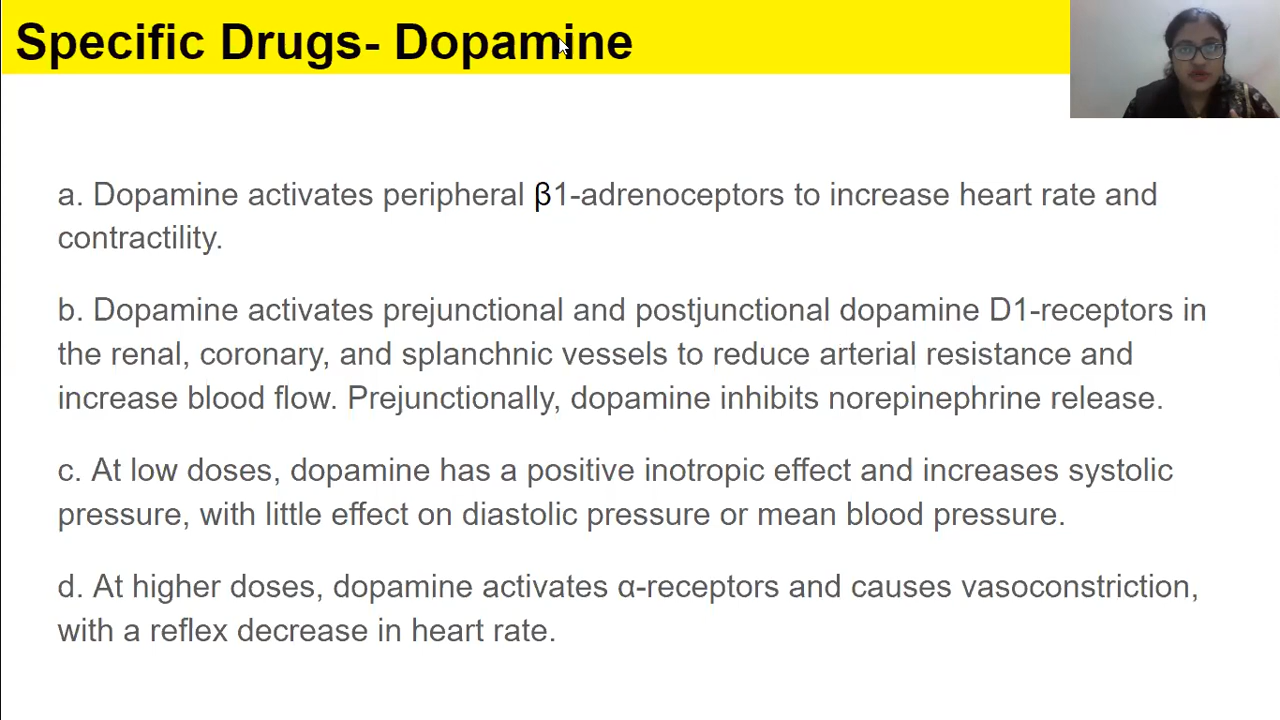 Specific Drugs- Dopamine
a. Dopamine activates peripheral β1-adrenoceptors to increase heart rate and
contractility.
b. Dopamine activates prejunctional and postjunctional dopamine D1-receptors in
the renal, coronary, and splanchnic vessels to reduce arterial resistance and
increase blood flow. Prejunctionally, dopamine inhibits norepinephrine release.
c. At low doses, dopamine has a positive inotropic effect and increases systolic
pressure, with little effect on diastolic pressure or mean blood pressure.
d. At higher doses, dopamine activates α-receptors and causes vasoconstriction,
with a reflex decrease in heart rate.